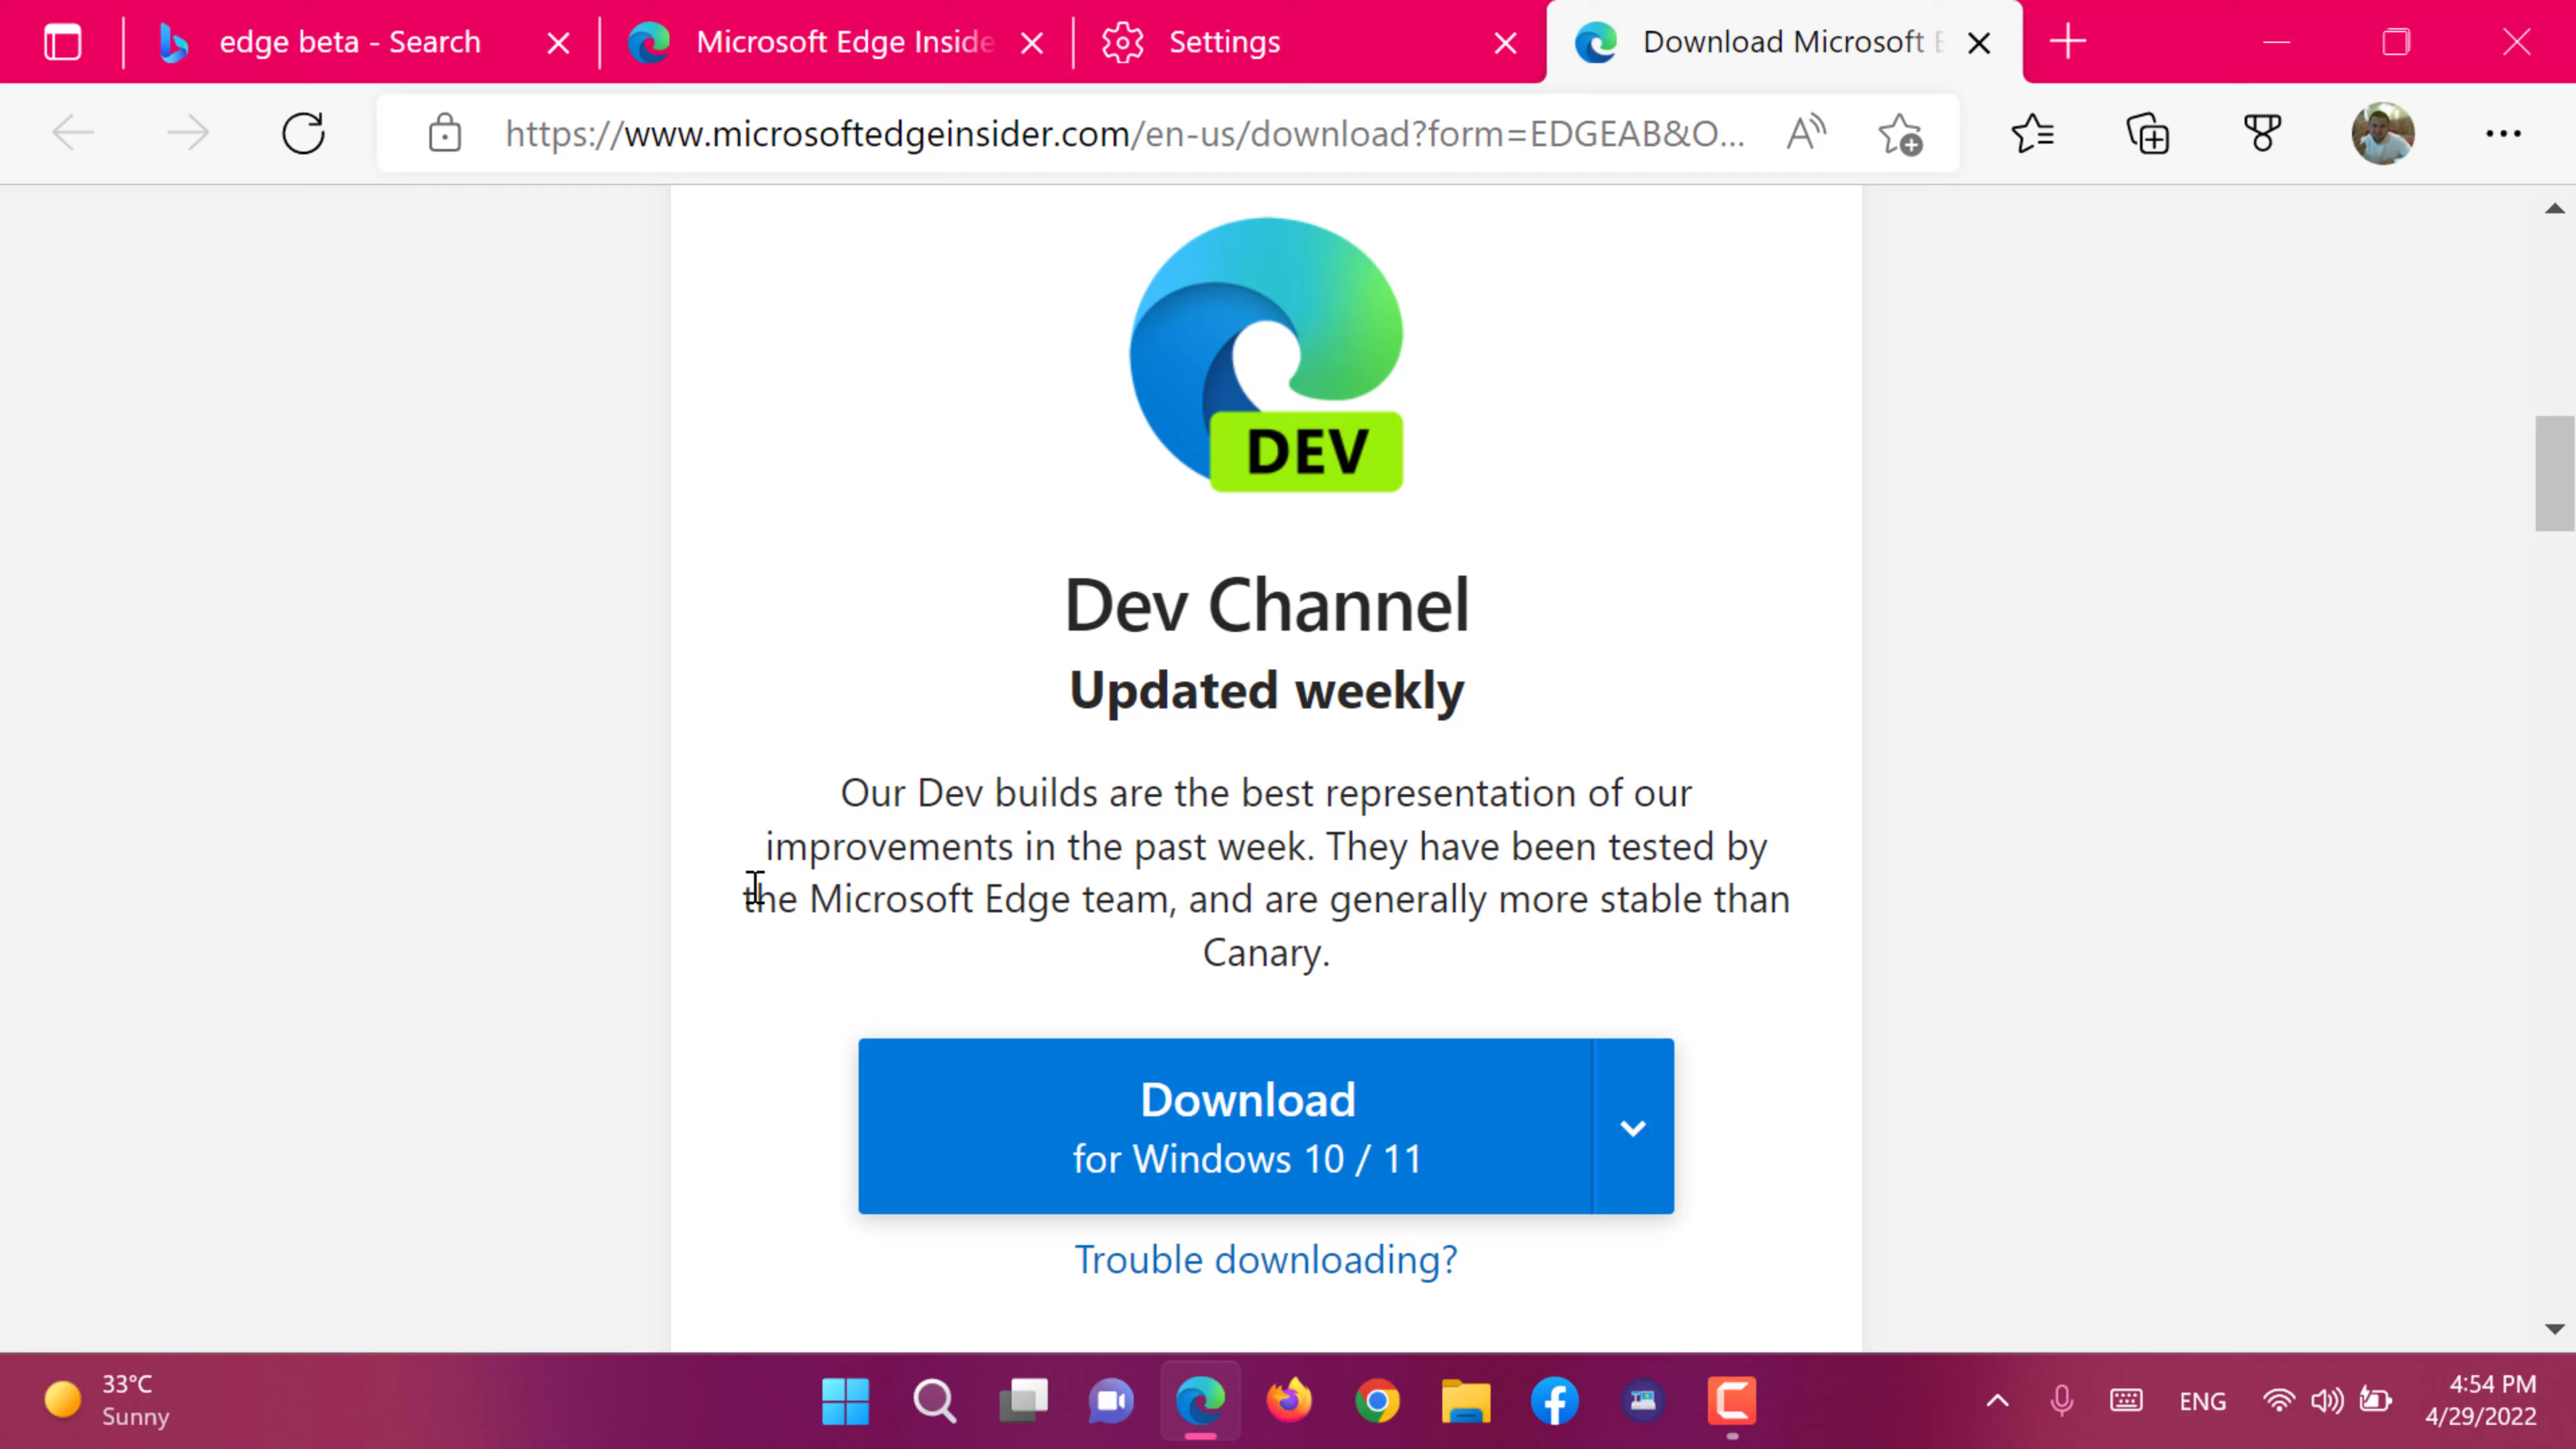 edge beta - Search
Microsoft Edge Inside
Settings
Download Microsoft E
https://www.microsoftedgeinsider.com/en-us/download?form=EDGEAB&O...
DEV
Dev Channel
Updated weekly
Our Dev builds are the best representation of our
improvements in the past week. They have been tested by
the Microsoft Edge team, and are generally more stable than
Canary.
Download
for Windows 10 / 11
Trouble downloading?
33°C
Sunny
ENG
4:54 PM
4/29/2022